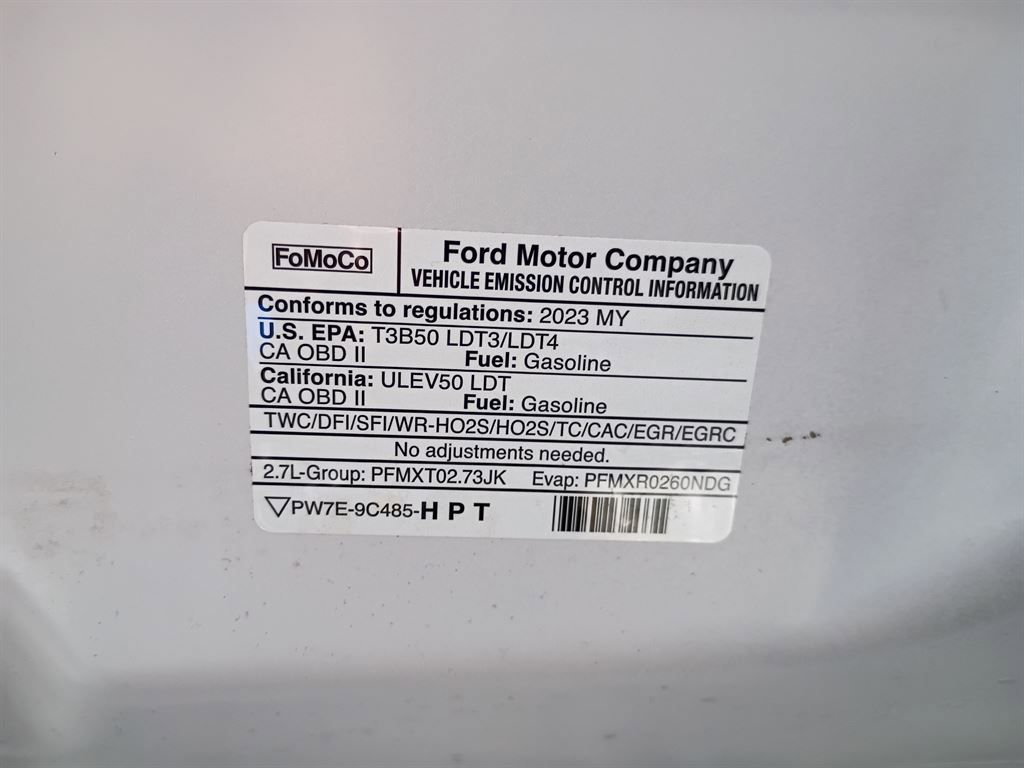 FoMoCo
Ford Motor Company
VEHICLE EMISSION CONTROL INFORMATION
Conforms to regulations: 2023 MY
U.S. EPA: T3B50 LDT3/LDT4
CA OBD II Fuel: Gasoline
California: ULEV50 LDT
CA OBD II Fuel: Gasoline
TWC/DFI/SFI/WR-HO2S/HO2S/TC/CAC/EGR/EGRC
No adjustments needed.
2.7L-Group: PFMXT02.73JK Evap: PFMXR0260NDG
PW7E-9C485-H P T